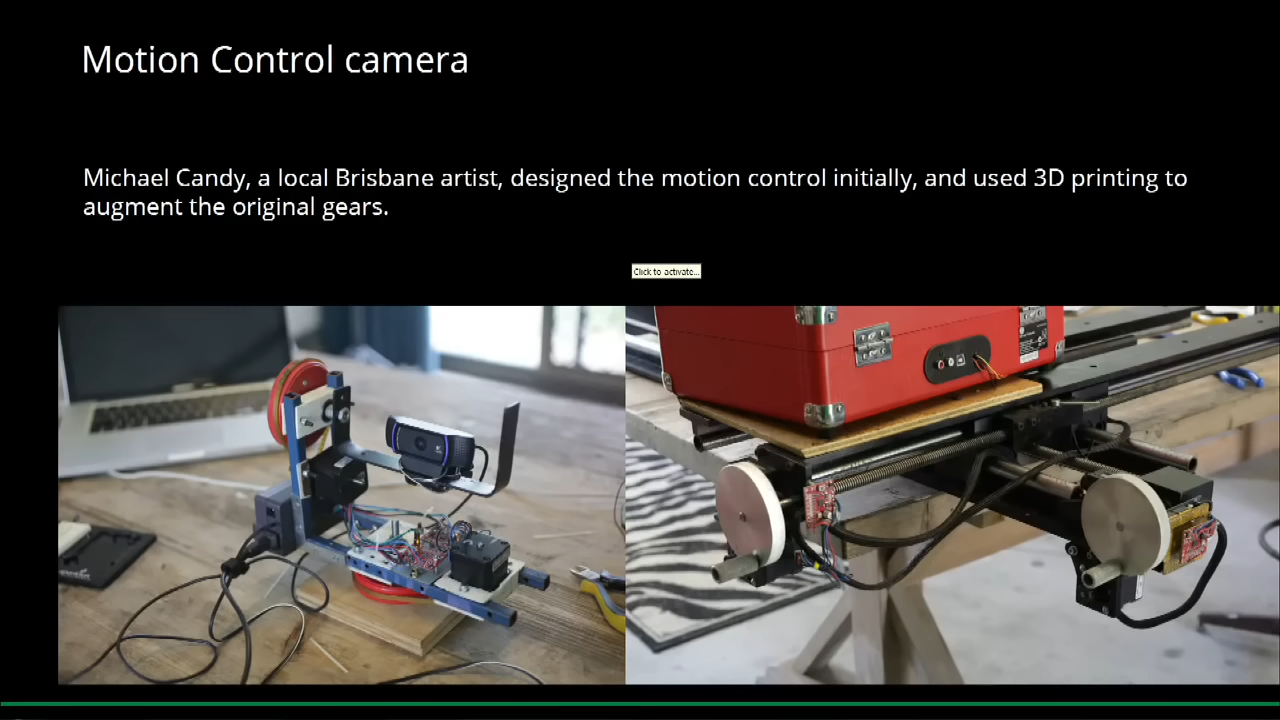 Motion Control camera
Michael Candy, a local Brisbane artist, designed the motion control initially, and used 3D printing to
augment the original gears.
Click to activate...